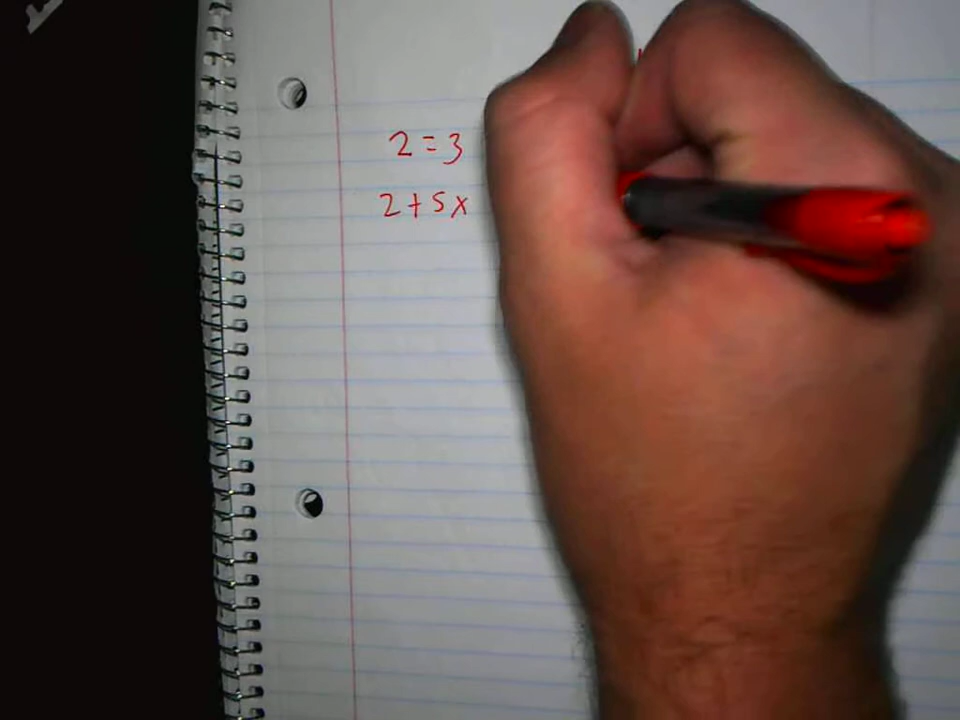 2 = 3
2 + 5x